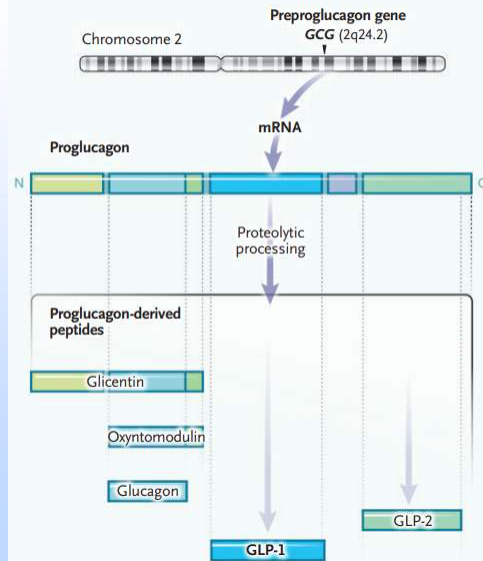 Preproglucagon gene
GCG (2q24.2)
Chromosome 2
mRNA
Proglucagon
N
C
Proteolytic
processing
Proglucagon-derived
peptides
Glicentin
Oxyntomodulin
Glucagon
GLP-2
GLP-1